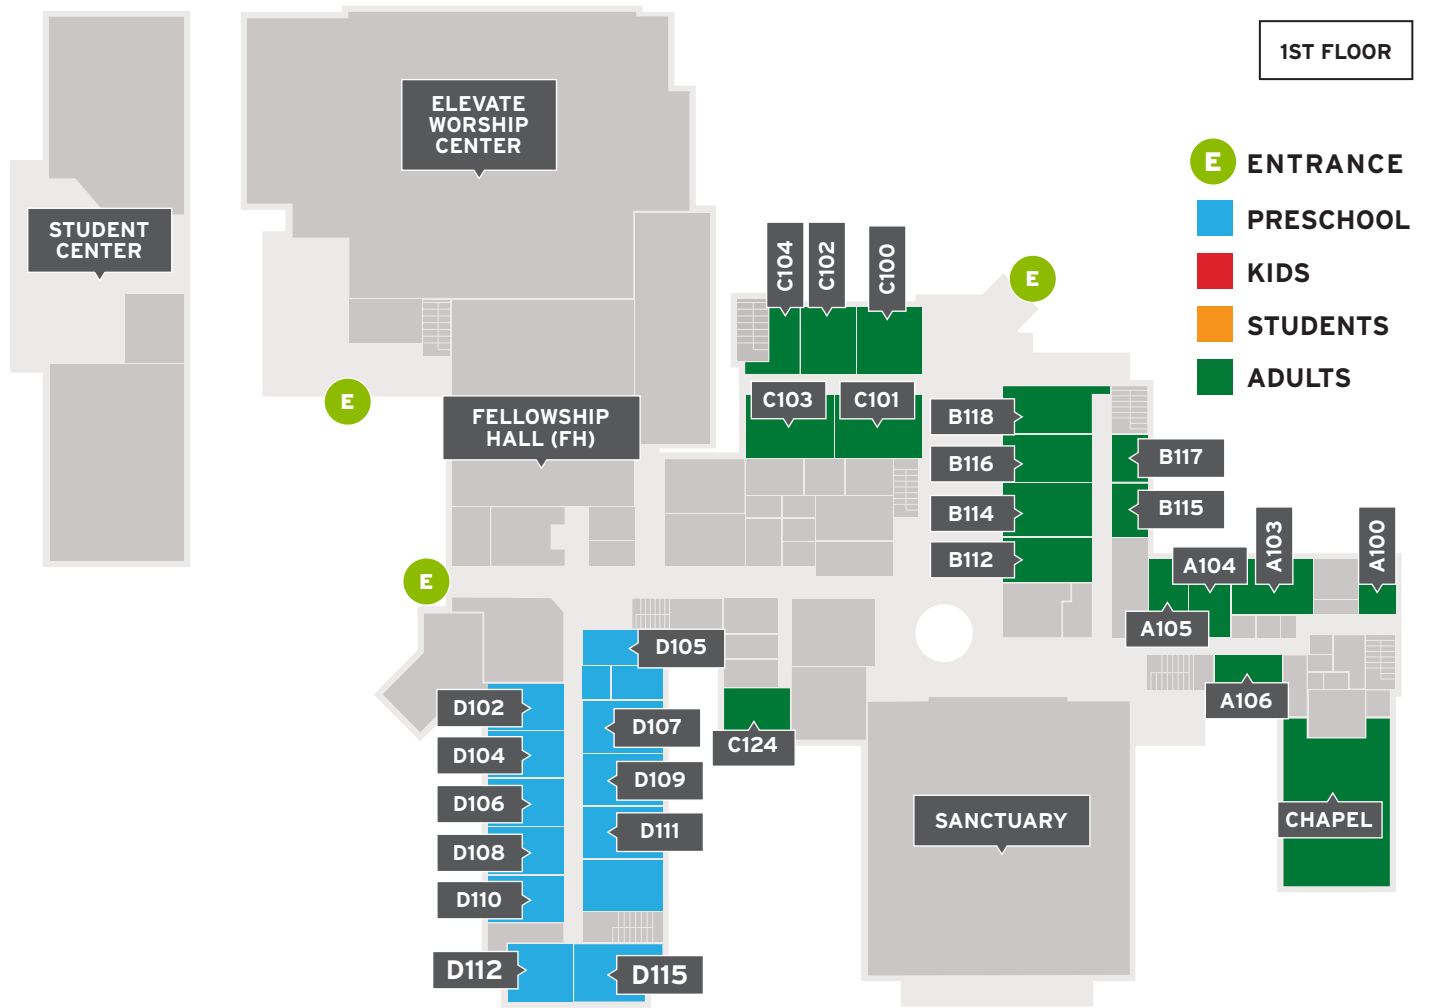 1ST FLOOR
ELEVATE
WORSHIP
CENTER
E ENTRANCE
PRESCHOOL
KIDS
STUDENTS
ADULTS
STUDENT
CENTER
C104
C102
C100
E
E
FELLOWSHIP
HALL (FH)
C103
C101
B118
B116
B114
B112
B117
B115
A105
A104
A103
A100
A106
E
D105
D102
D107
D104
D109
D106
D111
D108
D110
D112
D115
C124
SANCTUARY
CHAPEL